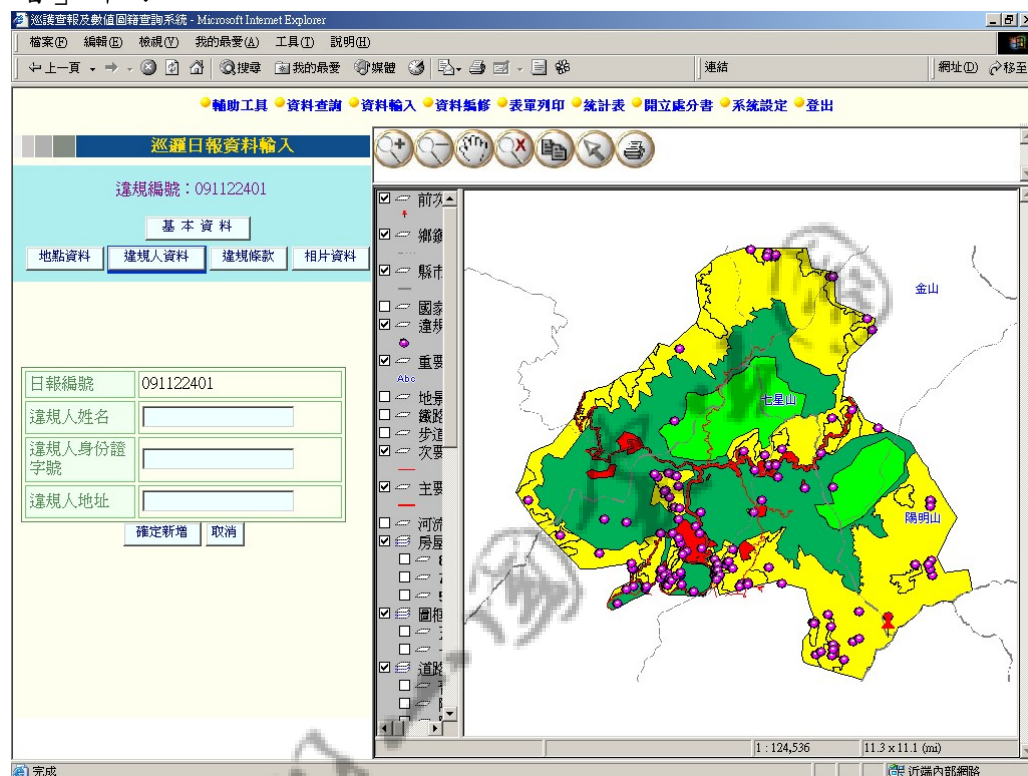 巡護查報及數值圖籍查詢系統 - Microsoft Internet Explorer
檔案(F) 編輯(E) 檢視(V) 我的最愛(A) 工具(T) 說明(H)
上一頁 搜尋 我的最愛 媒體 連結 網址(D) 移至
輔助工具 資料查詢 資料輸入 資料編修 表單列印 統計表 開立處分書 系統設定 登出
巡邏日報資料輸入
違規編號：091122401
基本資料
地點資料 違規人資料 違規條款 相片資料
日報編號 091122401
違規人姓名
違規人身份證
字號
違規人地址
確定新增 取消
前次
鄉鎮
縣市
國家
違規
重要
Abc
地景
鐵路
步道
次要
主要
河流
房屋
圖框
道路
金山
七星山
陽明山
1 : 124,536 11.3 x 11.1 (mi)
完成 近端內部網路